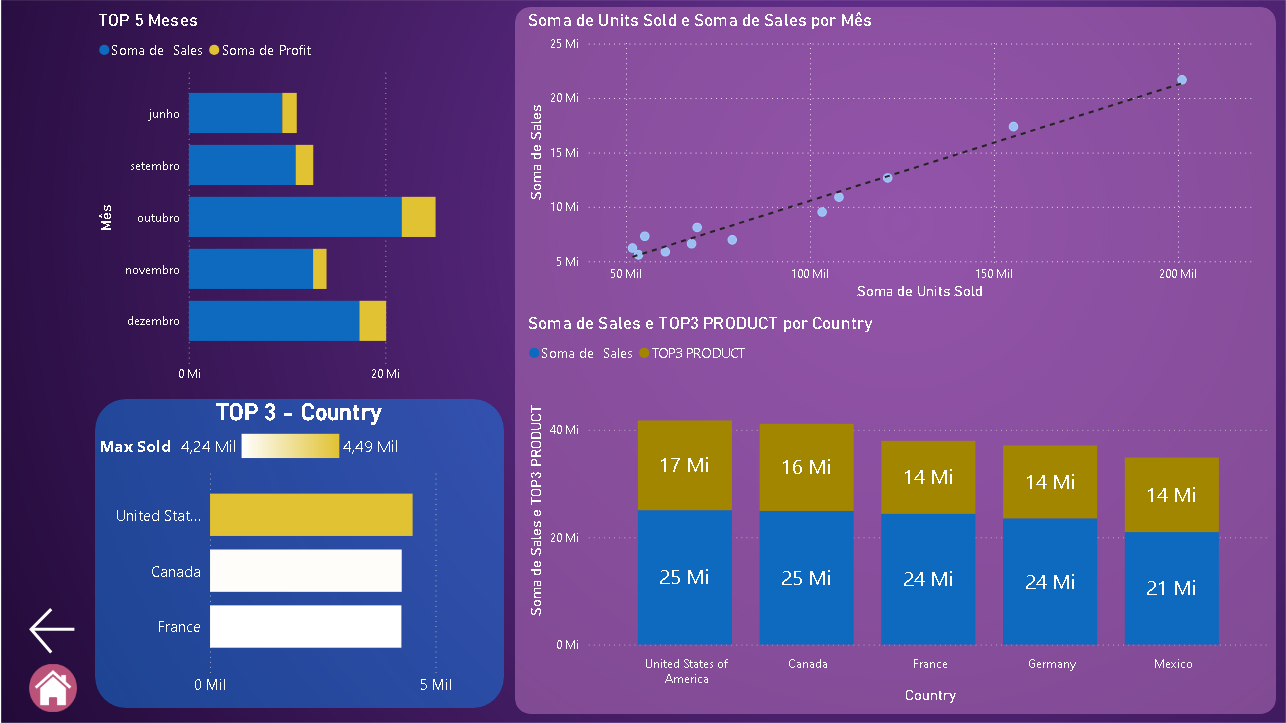 TOP 5 Meses
Soma de Sales Soma de Profit
Mês
junho
setembro
outubro
novembro
dezembro
0 Mi 20 Mi
TOP 3 - Country
Max Sold 4,24 Mil 4,49 Mil
United Stat...
Canada
France
0 Mil 5 Mil
Soma de Units Sold e Soma de Sales por Mês
Soma de Sales
25 Mi
20 Mi
15 Mi
10 Mi
5 Mi
50 Mil 100 Mil 150 Mil 200 Mil
Soma de Units Sold
Soma de Sales e TOP3 PRODUCT por Country
Soma de Sales TOP3 PRODUCT
Soma de Sales e TOP3 PRODUCT
40 Mi
20 Mi
0 Mi
17 Mi 16 Mi 14 Mi 14 Mi 14 Mi
25 Mi 25 Mi 24 Mi 24 Mi 21 Mi
United States of America Canada France Germany Mexico
Country